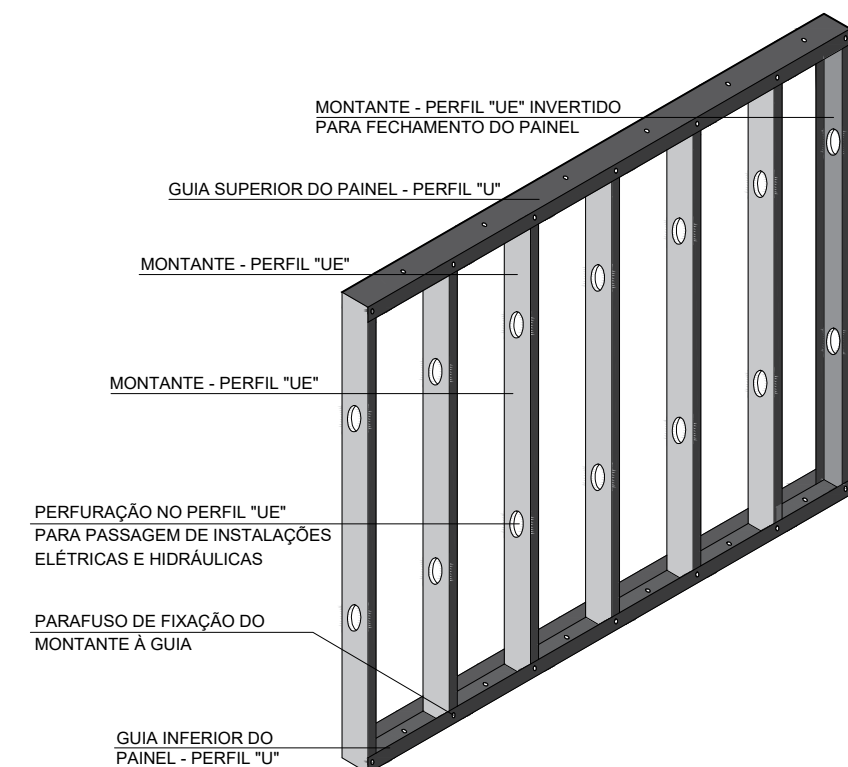 MONTANTE - PERFIL "UE" INVERTIDO
PARA FECHAMENTO DO PAINEL
GUIA SUPERIOR DO PAINEL - PERFIL "U"
MONTANTE - PERFIL "UE"
MONTANTE - PERFIL "UE"
PERFURAÇÃO NO PERFIL "UE"
PARA PASSAGEM DE INSTALAÇÕES
ELÉTRICAS E HIDRÁULICAS
PARAFUSO DE FIXAÇÃO DO
MONTANTE À GUIA
GUIA INFERIOR DO
PAINEL - PERFIL "U"